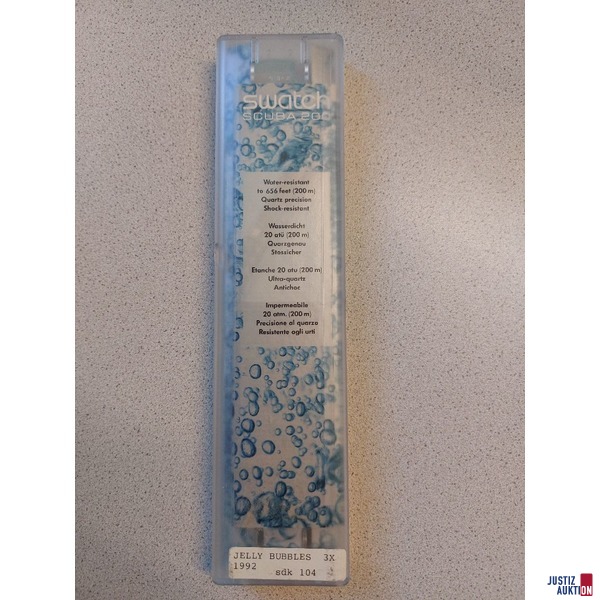 swatch
SCUBA 200
Water-resistant
to 656 feet (200 m)
Quartz precision
Shock-resistant
Wasserdicht
20 atü (200 m)
Quarzgenau
Stossicher
Etanche 20 atu (200 m)
Ultra-quartz
Antichoc
Impermeabile
20 atm. (200 m)
Precisione al quarzo
Resistente agli urti
JELLY BUBBLES 3X
1992
sdk 104
JUSTIZ
AUKTION